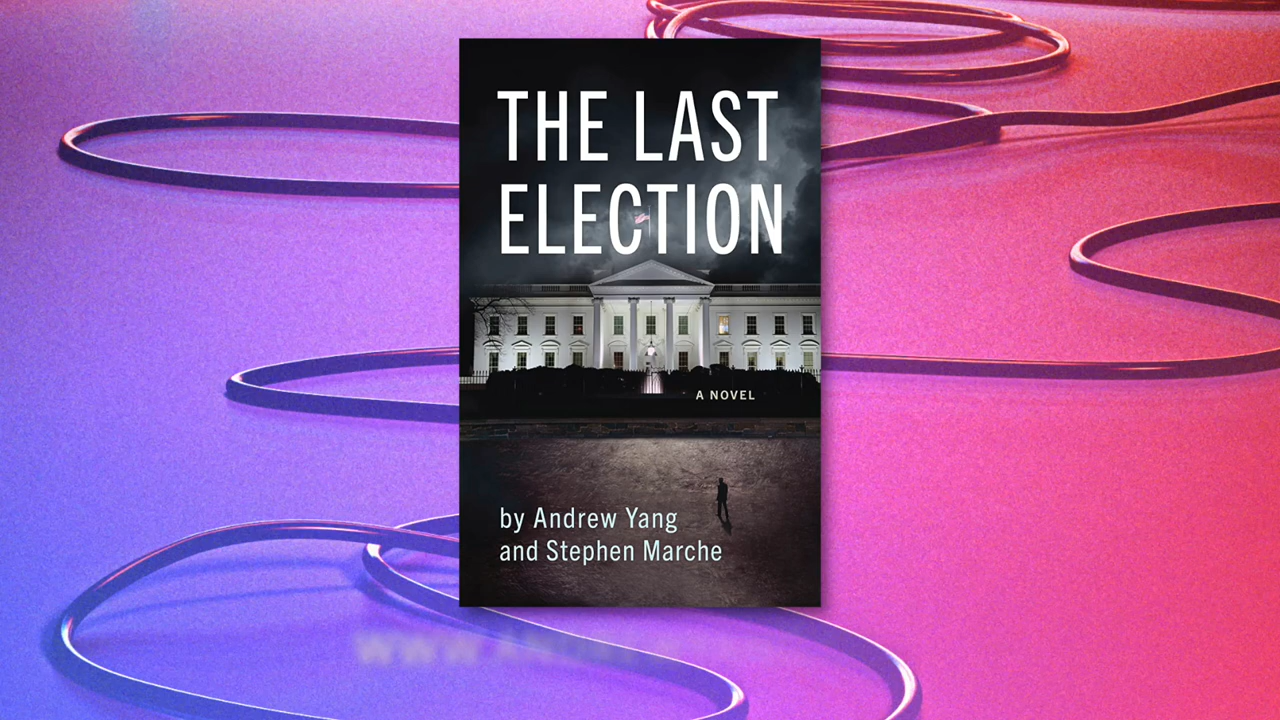 THE LAST
ELECTION
A NOVEL
by Andrew Yang
and Stephen Marche